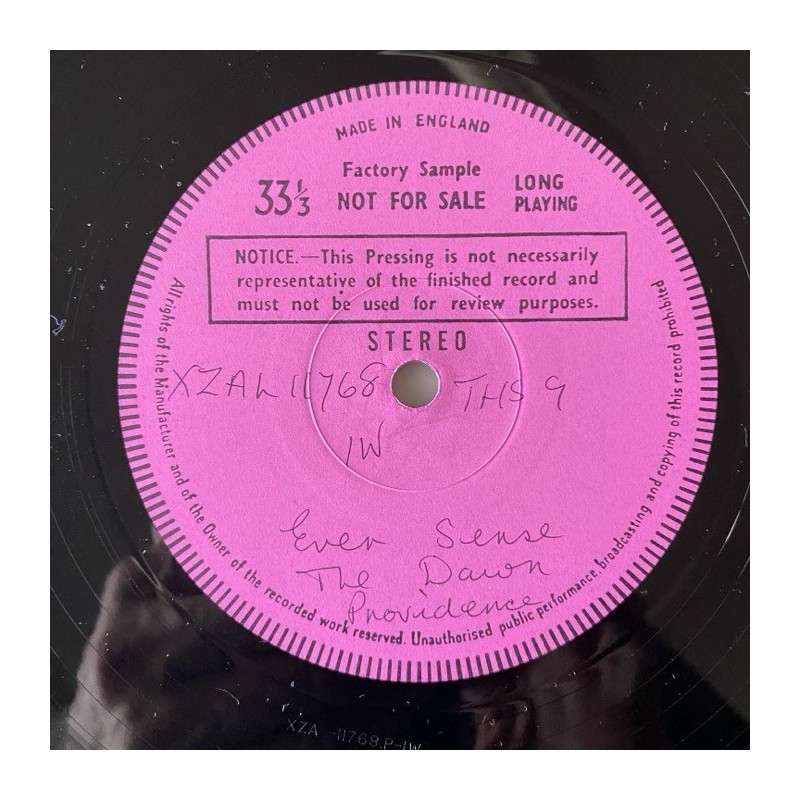 MADE IN ENGLAND
Factory Sample
33⅓ NOT FOR SALE LONG PLAYING
NOTICE.—This Pressing is not necessarily
representative of the finished record and
must not be used for review purposes.
STEREO
XZAL 11768 THS 9
1W
Even Sense
The Dawn
Providence
All rights of the Manufacturer and of the Owner of the recorded work reserved. Unauthorised public performance, broadcasting and copying of this record prohibited
XZA -11768.P-1W